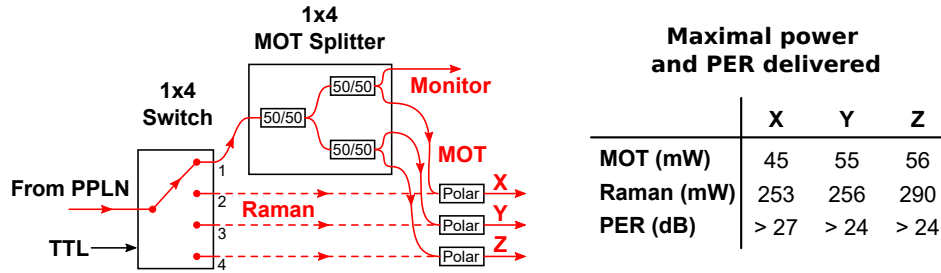 1x4
MOT Splitter
50/50
50/50
50/50
Monitor
1x4
Switch
From PPLN
TTL
1
2
3
4
MOT
Raman
X
Polar
Y
Polar
Z
Polar
Maximal power
and PER delivered
X Y Z
MOT (mW) 45 55 56
Raman (mW) 253 256 290
PER (dB) > 27 > 24 > 24